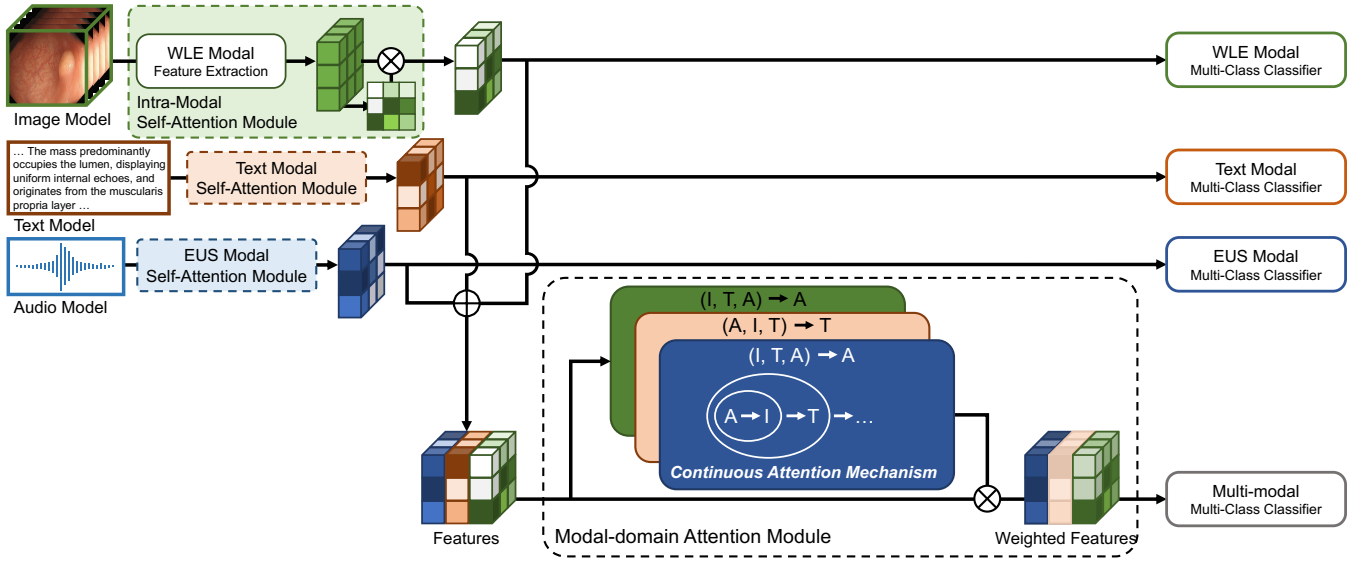 WLE Modal
Feature Extraction
Intra-Modal
Self-Attention Module
Image Model
WLE Modal
Multi-Class Classifier
… The mass predominantly
occupies the lumen, displaying
uniform internal echoes, and
originates from the muscularis
propria layer …
Text Model
Text Modal
Self-Attention Module
Text Modal
Multi-Class Classifier
EUS Modal
Self-Attention Module
Audio Model
EUS Modal
Multi-Class Classifier
(I, T, A) → A
(A, I, T) → T
(I, T, A) → A
A → I → T → …
Continuous Attention Mechanism
Features
Modal-domain Attention Module
Weighted Features
Multi-modal
Multi-Class Classifier